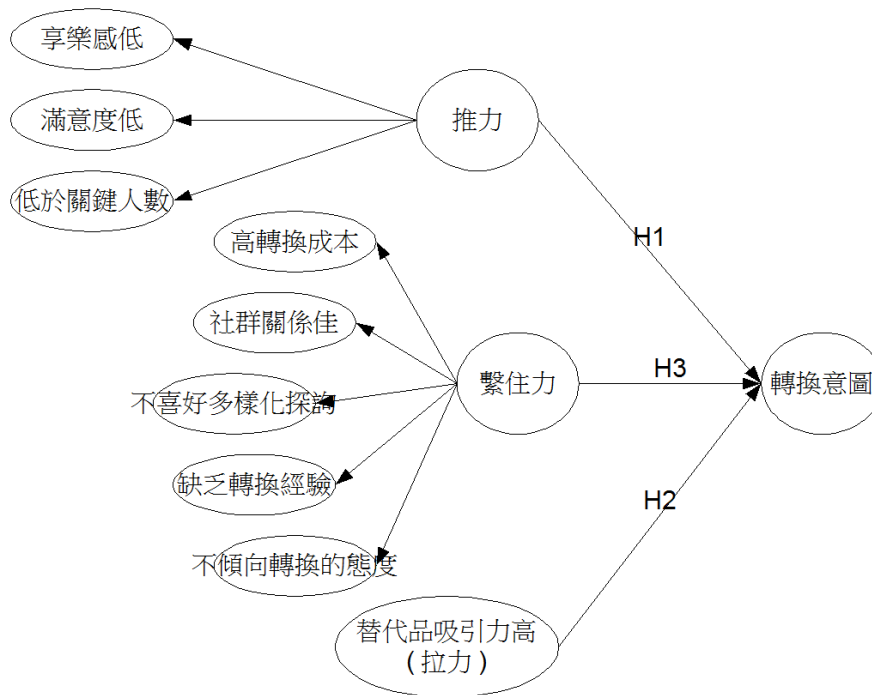 享樂感低
滿意度低
低於關鍵人數
推力
H1
高轉換成本
社群關係佳
不喜好多樣化探詢
缺乏轉換經驗
不傾向轉換的態度
繫住力
H3
轉換意圖
H2
替代品吸引力高
(拉力)